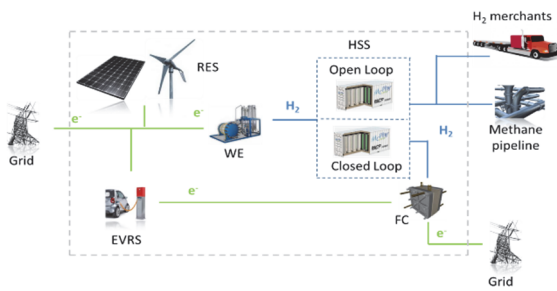 H₂ merchants
RES
HSS
Open Loop
e⁻
e⁻
H₂
Grid
WE
Closed Loop
H₂
Methane
pipeline
e⁻
EVRS
FC
e⁻
Grid